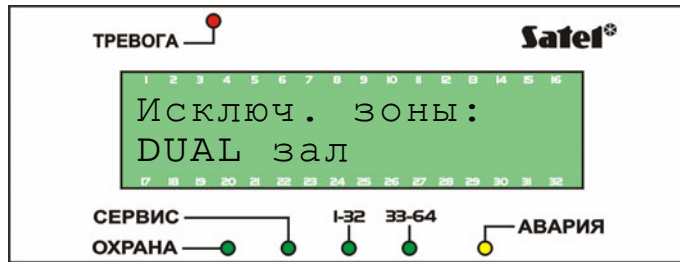 ТРЕВОГА
Satel®
1 2 3 4 5 6 7 8 9 10 11 12 13 14 15 16
Исключ. зоны:
DUAL зал
17 18 19 20 21 22 23 24 25 26 27 28 29 30 31 32
СЕРВИС
1-32 33-64
АВАРИЯ
ОХРАНА